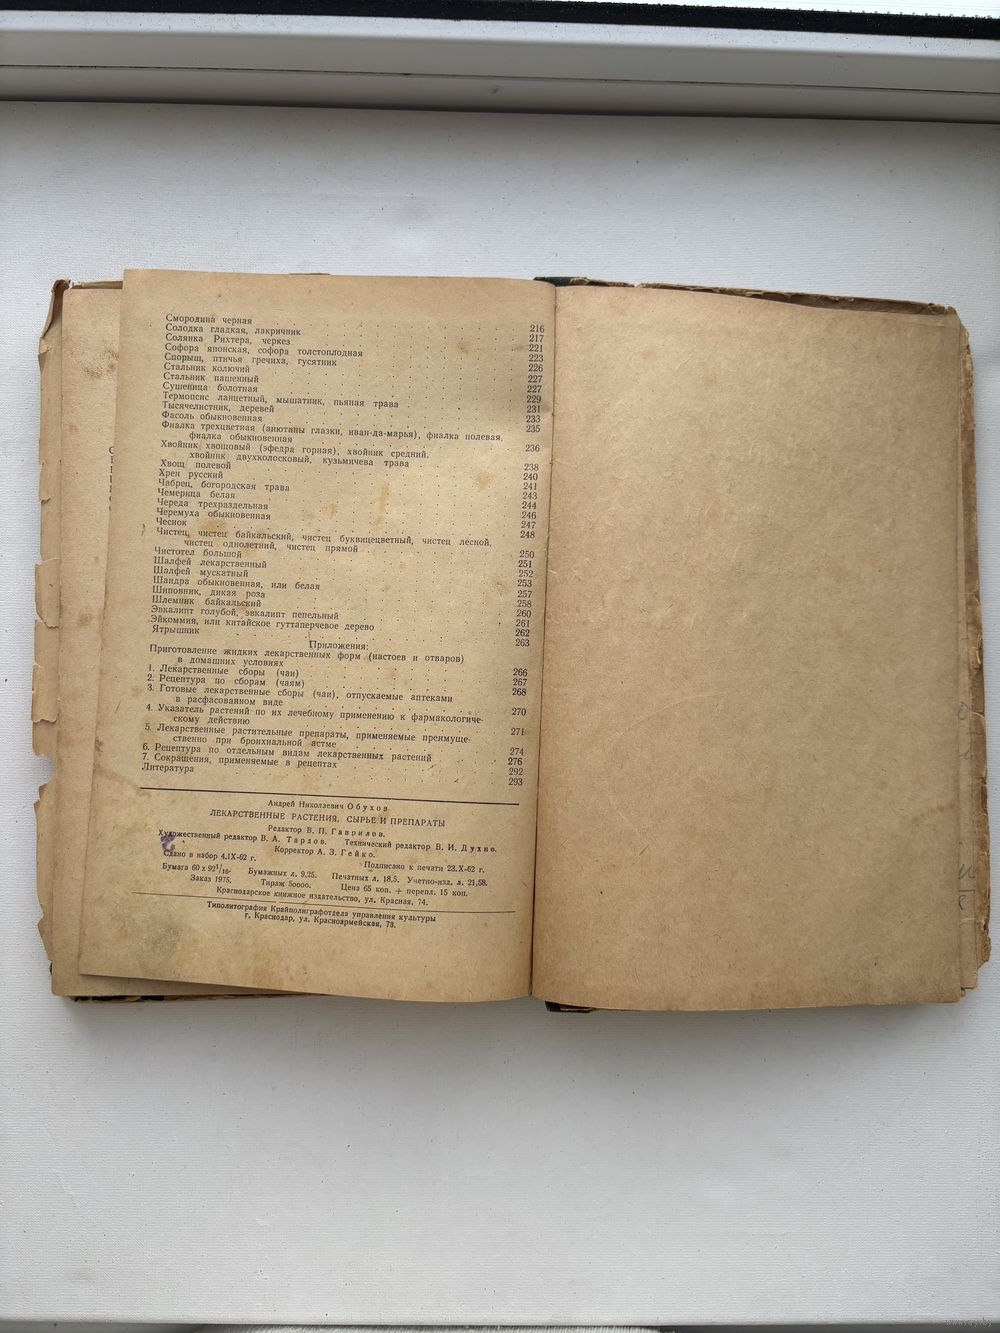 Смородина черная 216
Солодка гладкая, лакричник 217
Солянка Рихтера, черкез 221
Софора японская, софора толстоплодная 223
Спорыш, птичья гречиха, гусятник 226
Стальник колючий 227
Стальник пашенный 227
Сушеница болотная 229
Термопсис ланцетный, мышатник, пьяная трава 231
Тысячелистник, деревей 233
Фасоль обыкновенная 235
Фиалка трехцветная (анютины глазки, иван-да-марья), фиалка полевая,
фиалка обыкновенная 236
Хвойник хвощовый (эфедра горная), хвойник средний,
хвойник двухколосковый, кузьмичева трава 238
Хвощ полевой 240
Хрен русский 241
Чабрец, богородская трава 243
Чемерица белая 244
Череда трехраздельная 246
Черемуха обыкновенная 247
Чеснок 248
Чистец, чистец байкальский, чистец буквицецветный, чистец лесной,
чистец однолетний, чистец прямой 250
Чистотел большой 251
Шалфей лекарственный 252
Шалфей мускатный 253
Шандра обыкновенная, или белая 257
Шиповник, дикая роза 258
Шлемник байкальский 260
Эвкалипт голубой, эвкалипт пепельный 261
Эйкоммия, или китайское гуттаперчевое дерево 262
Ятрышник 263
Приложения:
Приготовление жидких лекарственных форм (настоев и отваров)
в домашних условиях 266
1. Лекарственные сборы (чаи) 267
2. Рецептура по сборам (чаям) 268
3. Готовые лекарственные сборы (чаи), отпускаемые аптеками
в расфасованном виде 270
4. Указатель растений по их лечебному применению к фармакологиче-
скому действию 271
5. Лекарственные растительные препараты, применяемые преимуще-
ственно при бронхиальной астме 274
6. Рецептура по отдельным видам лекарственных растений 276
7. Сокращения, применяемые в рецептах 292
Литература 293
Андрей Николаевич Обухов
ЛЕКАРСТВЕННЫЕ РАСТЕНИЯ, СЫРЬЕ И ПРЕПАРАТЫ
Редактор В. П. Гаврилов.
Художественный редактор В. А. Тардов. Технический редактор В. И. Духно.
Корректор А. З. Гейко.
Сдано в набор 4.IX-62 г. Подписано к печати 23.X-62 г.
Бумага 60 х 92 1/16. Бумажных л. 9,25. Печатных л. 18,5. Учетно-изд. л. 21,58.
Заказ 1975. Тираж 50000. Цена 65 коп. + перепл. 15 коп.
Краснодарское книжное издательство, ул. Красная, 74.
Типолитография Крайполиграфотдела управления культуры
г. Краснодар, ул. Красноармейская, 73.